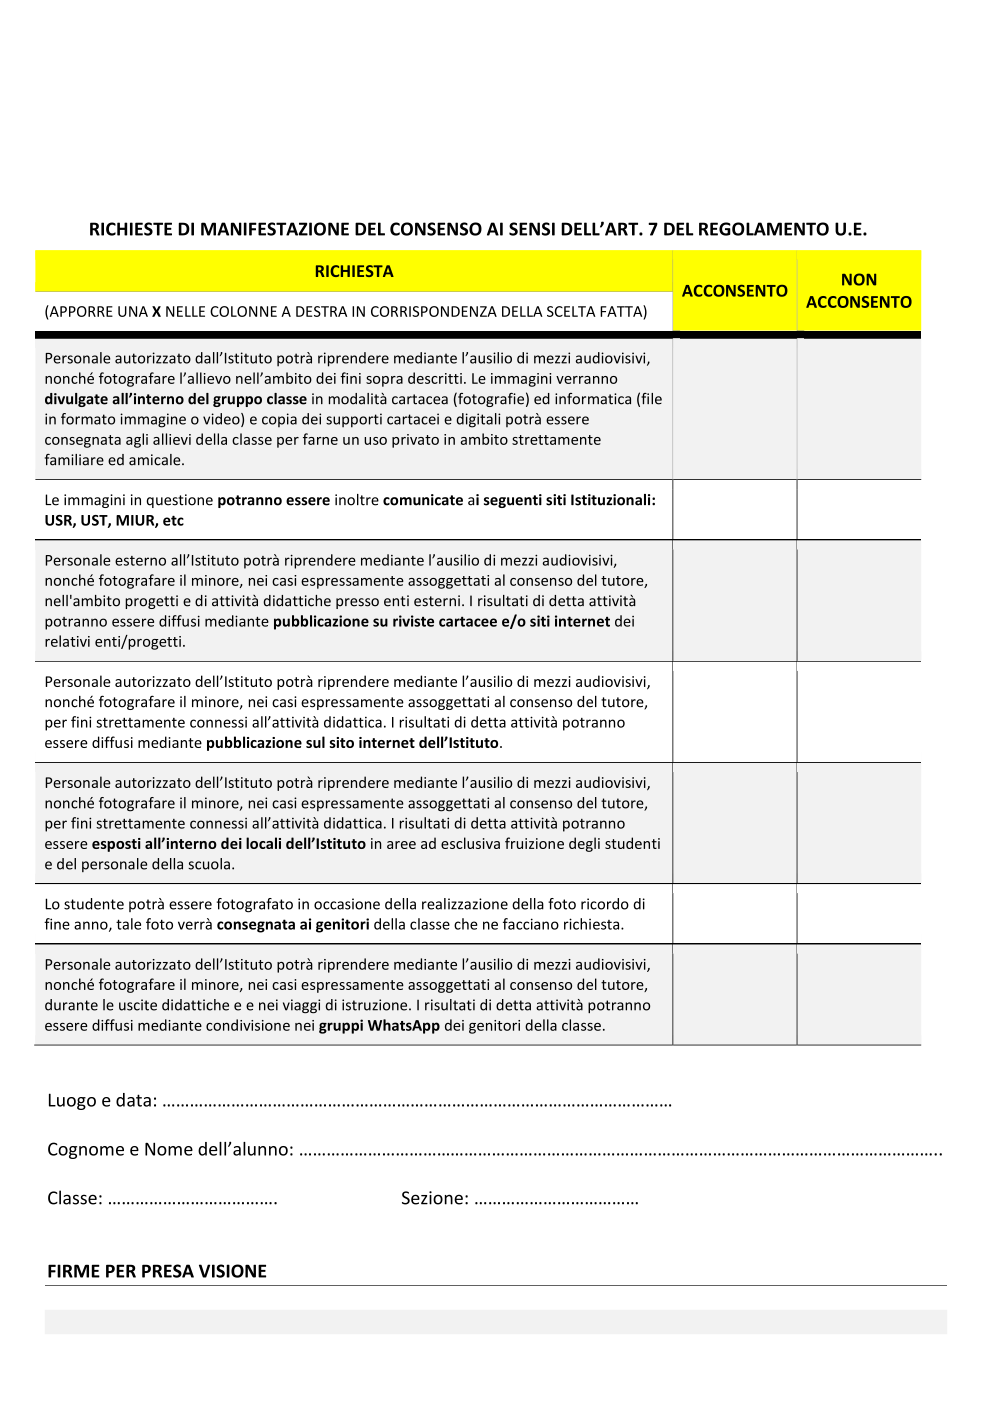 RICHIESTE DI MANIFESTAZIONE DEL CONSENSO AI SENSI DELL’ART. 7 DEL REGOLAMENTO U.E.
RICHIESTA
ACCONSENTO
NON
ACCONSENTO
(APPORRE UNA X NELLE COLONNE A DESTRA IN CORRISPONDENZA DELLA SCELTA FATTA)
Personale autorizzato dall’Istituto potrà riprendere mediante l’ausilio di mezzi audiovisivi,
nonché fotografare l’allievo nell’ambito dei fini sopra descritti. Le immagini verranno
divulgate all’interno del gruppo classe in modalità cartacea (fotografie) ed informatica (file
in formato immagine o video) e copia dei supporti cartacei e digitali potrà essere
consegnata agli allievi della classe per farne un uso privato in ambito strettamente
familiare ed amicale.
Le immagini in questione potranno essere inoltre comunicate ai seguenti siti Istituzionali:
USR, UST, MIUR, etc
Personale esterno all’Istituto potrà riprendere mediante l’ausilio di mezzi audiovisivi,
nonché fotografare il minore, nei casi espressamente assoggettati al consenso del tutore,
nell'ambito progetti e di attività didattiche presso enti esterni. I risultati di detta attività
potranno essere diffusi mediante pubblicazione su riviste cartacee e/o siti internet dei
relativi enti/progetti.
Personale autorizzato dell’Istituto potrà riprendere mediante l’ausilio di mezzi audiovisivi,
nonché fotografare il minore, nei casi espressamente assoggettati al consenso del tutore,
per fini strettamente connessi all’attività didattica. I risultati di detta attività potranno
essere diffusi mediante pubblicazione sul sito internet dell’Istituto.
Personale autorizzato dell’Istituto potrà riprendere mediante l’ausilio di mezzi audiovisivi,
nonché fotografare il minore, nei casi espressamente assoggettati al consenso del tutore,
per fini strettamente connessi all’attività didattica. I risultati di detta attività potranno
essere esposti all’interno dei locali dell’Istituto in aree ad esclusiva fruizione degli studenti
e del personale della scuola.
Lo studente potrà essere fotografato in occasione della realizzazione della foto ricordo di
fine anno, tale foto verrà consegnata ai genitori della classe che ne facciano richiesta.
Personale autorizzato dell’Istituto potrà riprendere mediante l’ausilio di mezzi audiovisivi,
nonché fotografare il minore, nei casi espressamente assoggettati al consenso del tutore,
durante le uscite didattiche e e nei viaggi di istruzione. I risultati di detta attività potranno
essere diffusi mediante condivisione nei gruppi WhatsApp dei genitori della classe.
Luogo e data: …………………………………………………………………………………………………
Cognome e Nome dell’alunno: …………………………………………………………………………………………………………………………..
Classe: ………………………………. Sezione: ………………………………
FIRME PER PRESA VISIONE